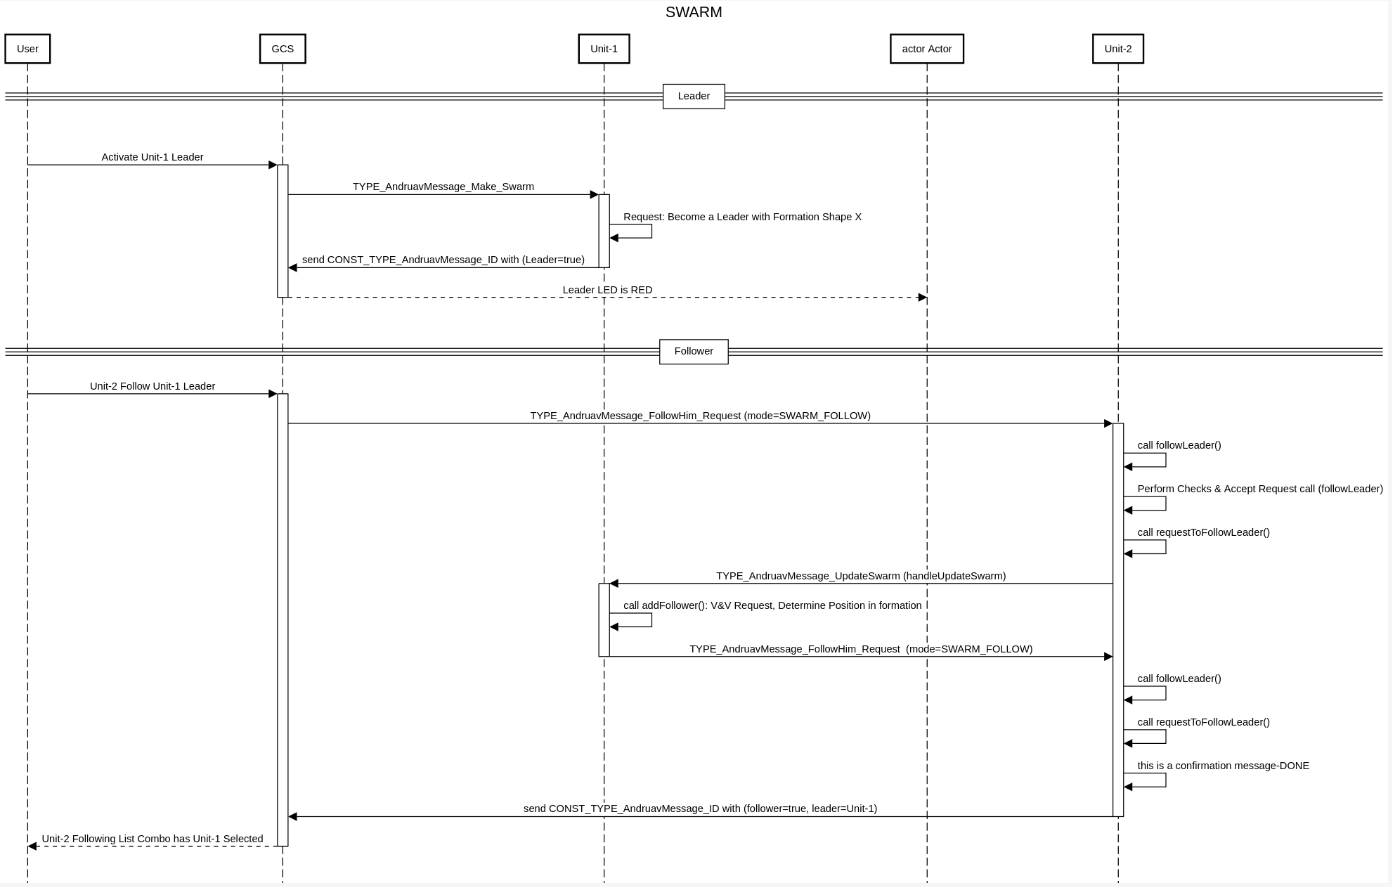 SWARM
User
GCS
Unit-1
actor Actor
Unit-2
Leader
Activate Unit-1 Leader
TYPE_AndruavMessage_Make_Swarm
Request: Become a Leader with Formation Shape X
send CONST_TYPE_AndruavMessage_ID with (Leader=true)
Leader LED is RED
Follower
Unit-2 Follow Unit-1 Leader
TYPE_AndruavMessage_FollowHim_Request (mode=SWARM_FOLLOW)
call followLeader()
Perform Checks & Accept Request call (followLeader)
call requestToFollowLeader()
TYPE_AndruavMessage_UpdateSwarm (handleUpdateSwarm)
call addFollower(): V&V Request, Determine Position in formation
TYPE_AndruavMessage_FollowHim_Request  (mode=SWARM_FOLLOW)
call followLeader()
call requestToFollowLeader()
this is a confirmation message-DONE
send CONST_TYPE_AndruavMessage_ID with (follower=true, leader=Unit-1)
Unit-2 Following List Combo has Unit-1 Selected